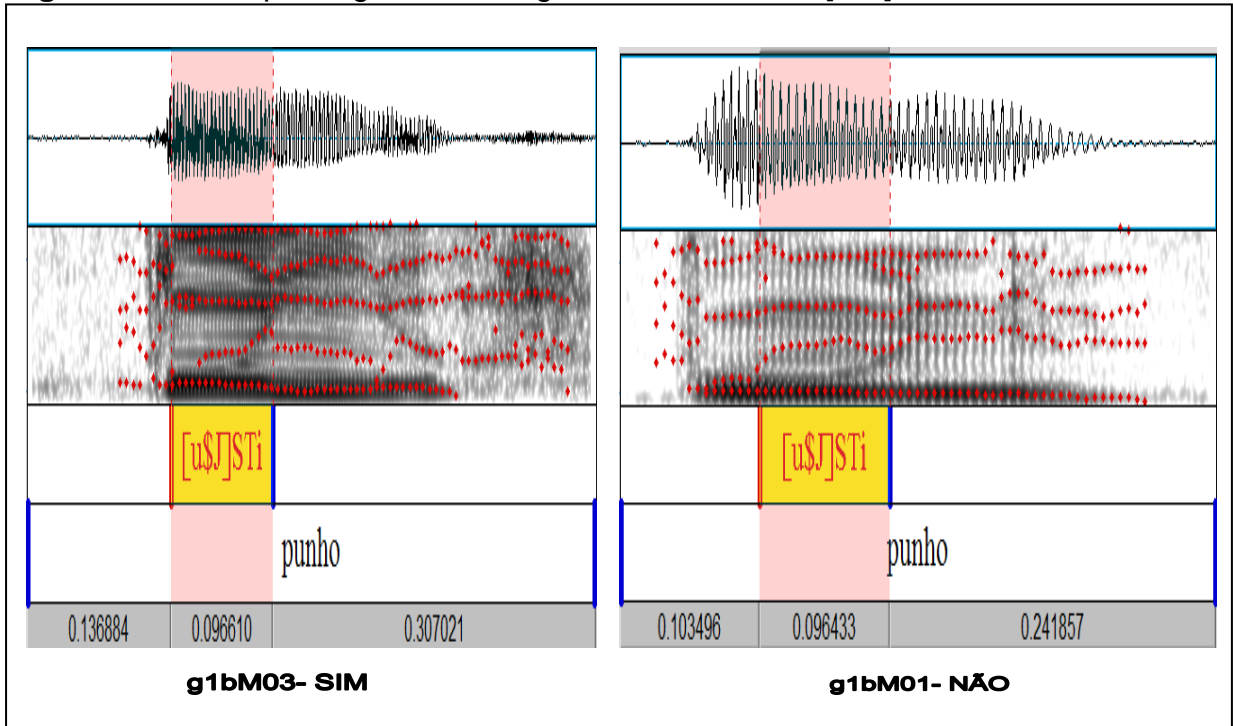 [u$J]STi [u$J]STi
punho punho
0.136884 0.096610 0.307021 0.103496 0.096433 0.241857
g1bM03- SIM g1bM01- NÃO